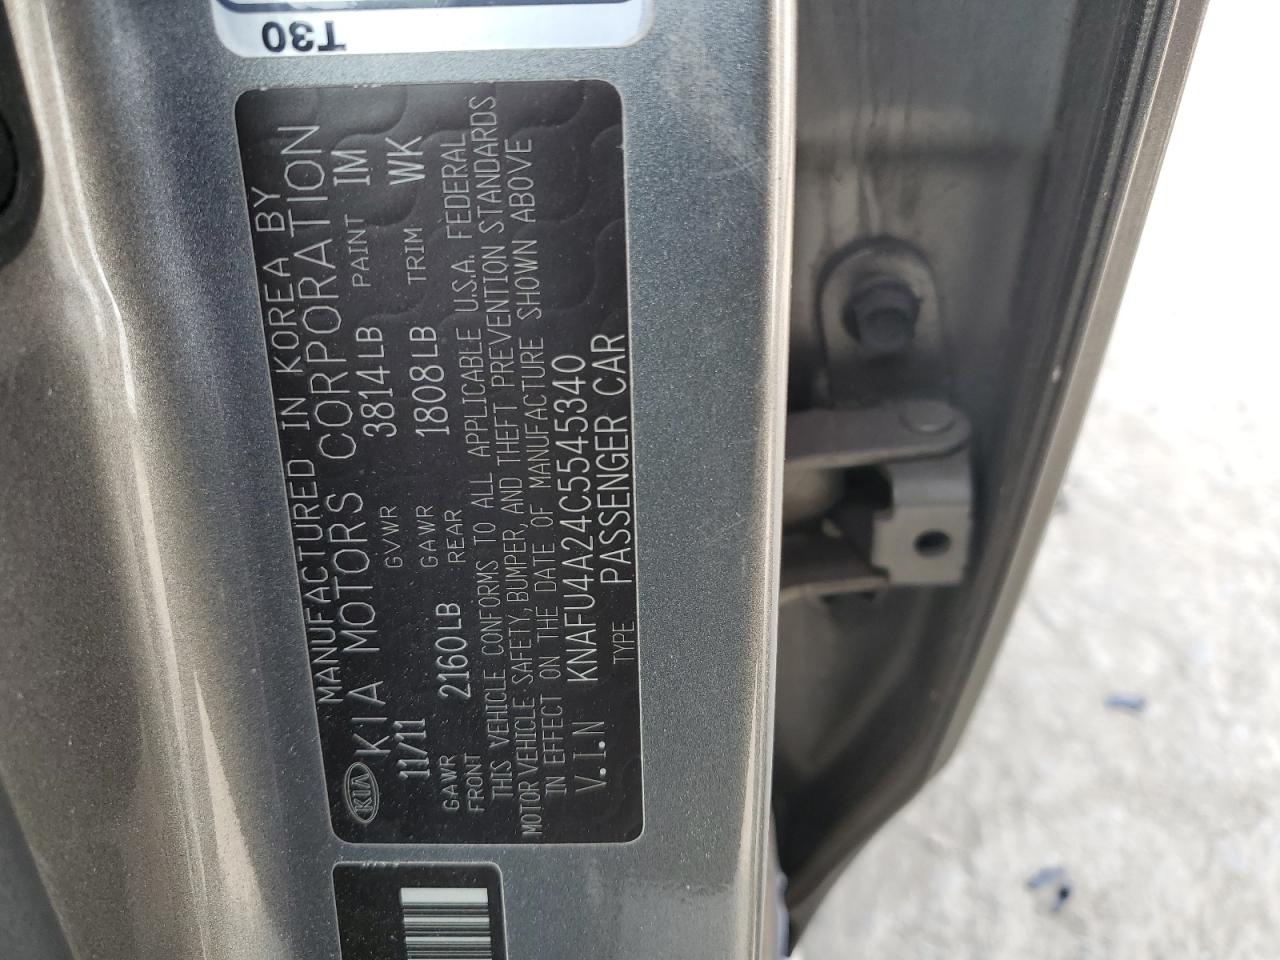 T30
MANUFACTURED IN KOREA BY
KIA KIA MOTORS CORPORATION
11/11 GVWR 3814LB PAINT IM
GAWR FRONT 2160LB GAWR REAR 1808LB TRIM WK
THIS VEHICLE CONFORMS TO ALL APPLICABLE U.S.A. FEDERAL
MOTOR VEHICLE SAFETY, BUMPER, AND THEFT PREVENTION STANDARDS
IN EFFECT ON THE DATE OF MANUFACTURE SHOWN ABOVE
V.I.N KNAFU4A24C5545340
TYPE PASSENGER CAR